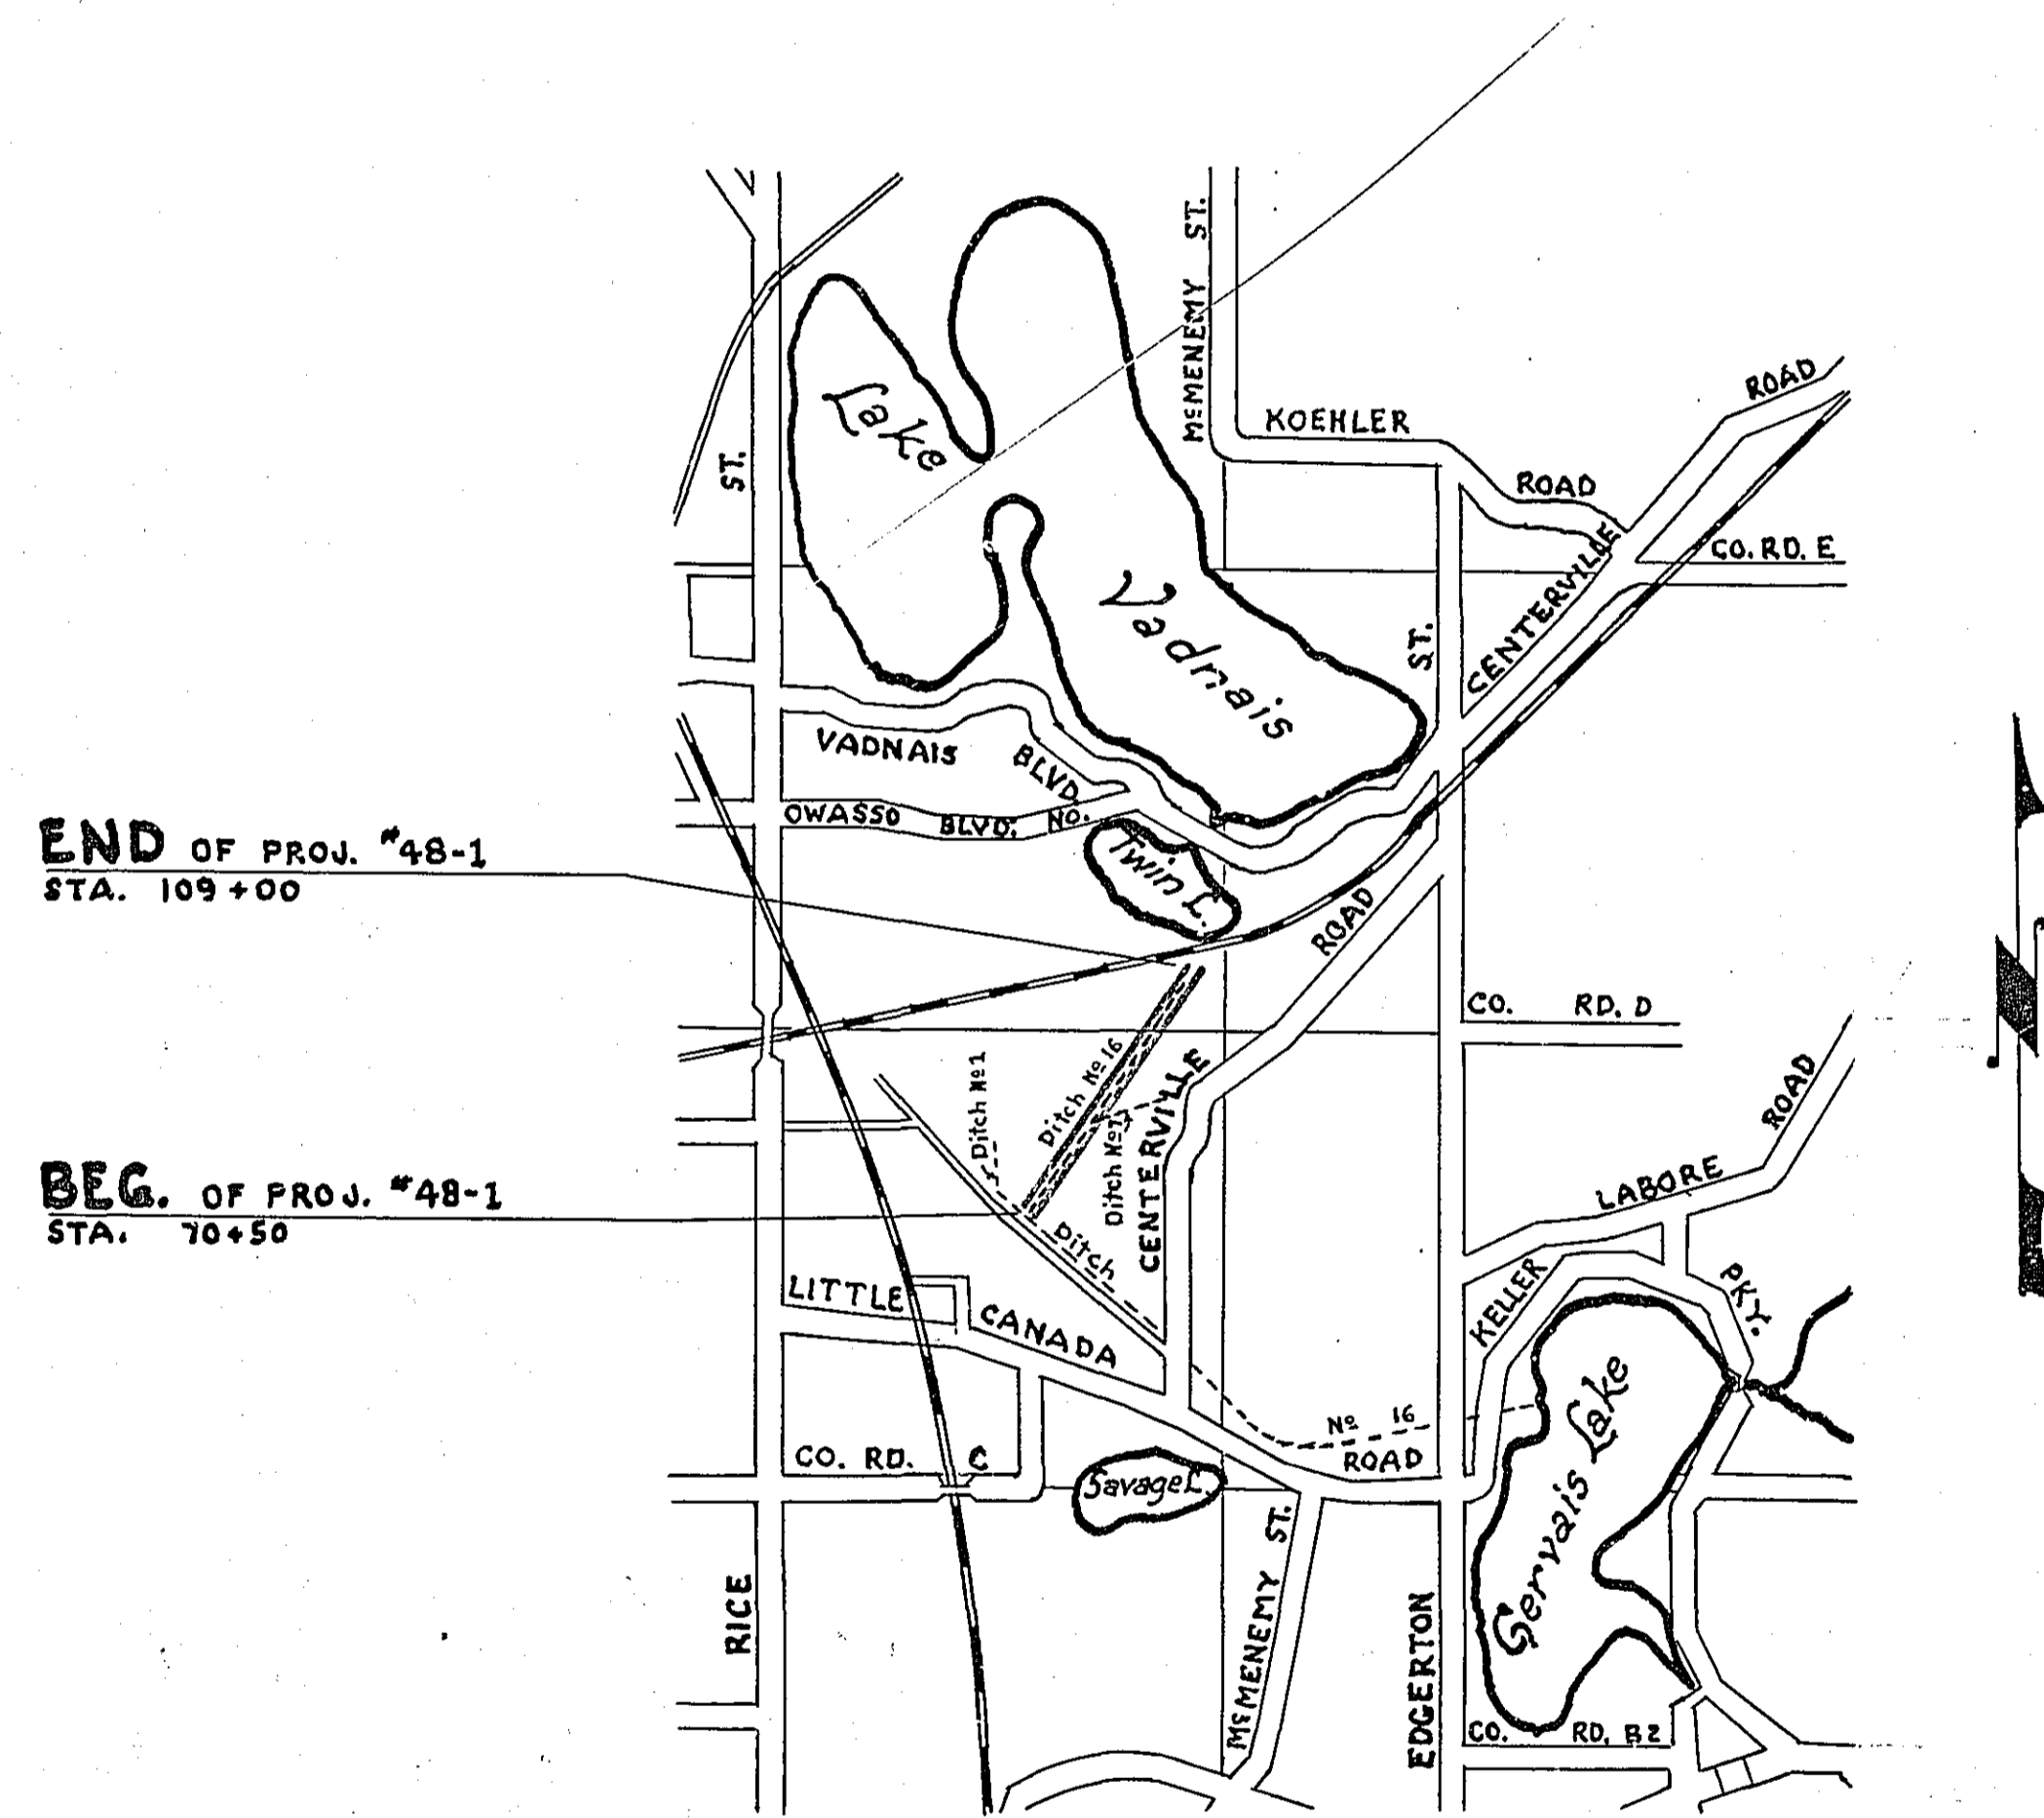 McMENEMY ST.
ROAD
Lake
KOEHLER
ST.
ROAD
CO. RD. E
CENTERVILLE
Vadnais
ST.
VADNAIS BLVD.
OWASSO BLVD. NO.
END OF PROJ. #48-1
STA. 109+00
Twin L.
ROAD
CO. RD. D
N
Ditch No 1
Ditch No 16
Ditch No 7
CENTERVILLE
ROAD
BEG. OF PROJ. #48-1
STA. 70+50
LABORE
Ditch
LITTLE CANADA
KELLER PKY.
No 16
ROAD
CO. RD. C
Savage L.
Gervais Lake
ST.
RICE
McMENEMY
EDGERTON
CO. RD. B2